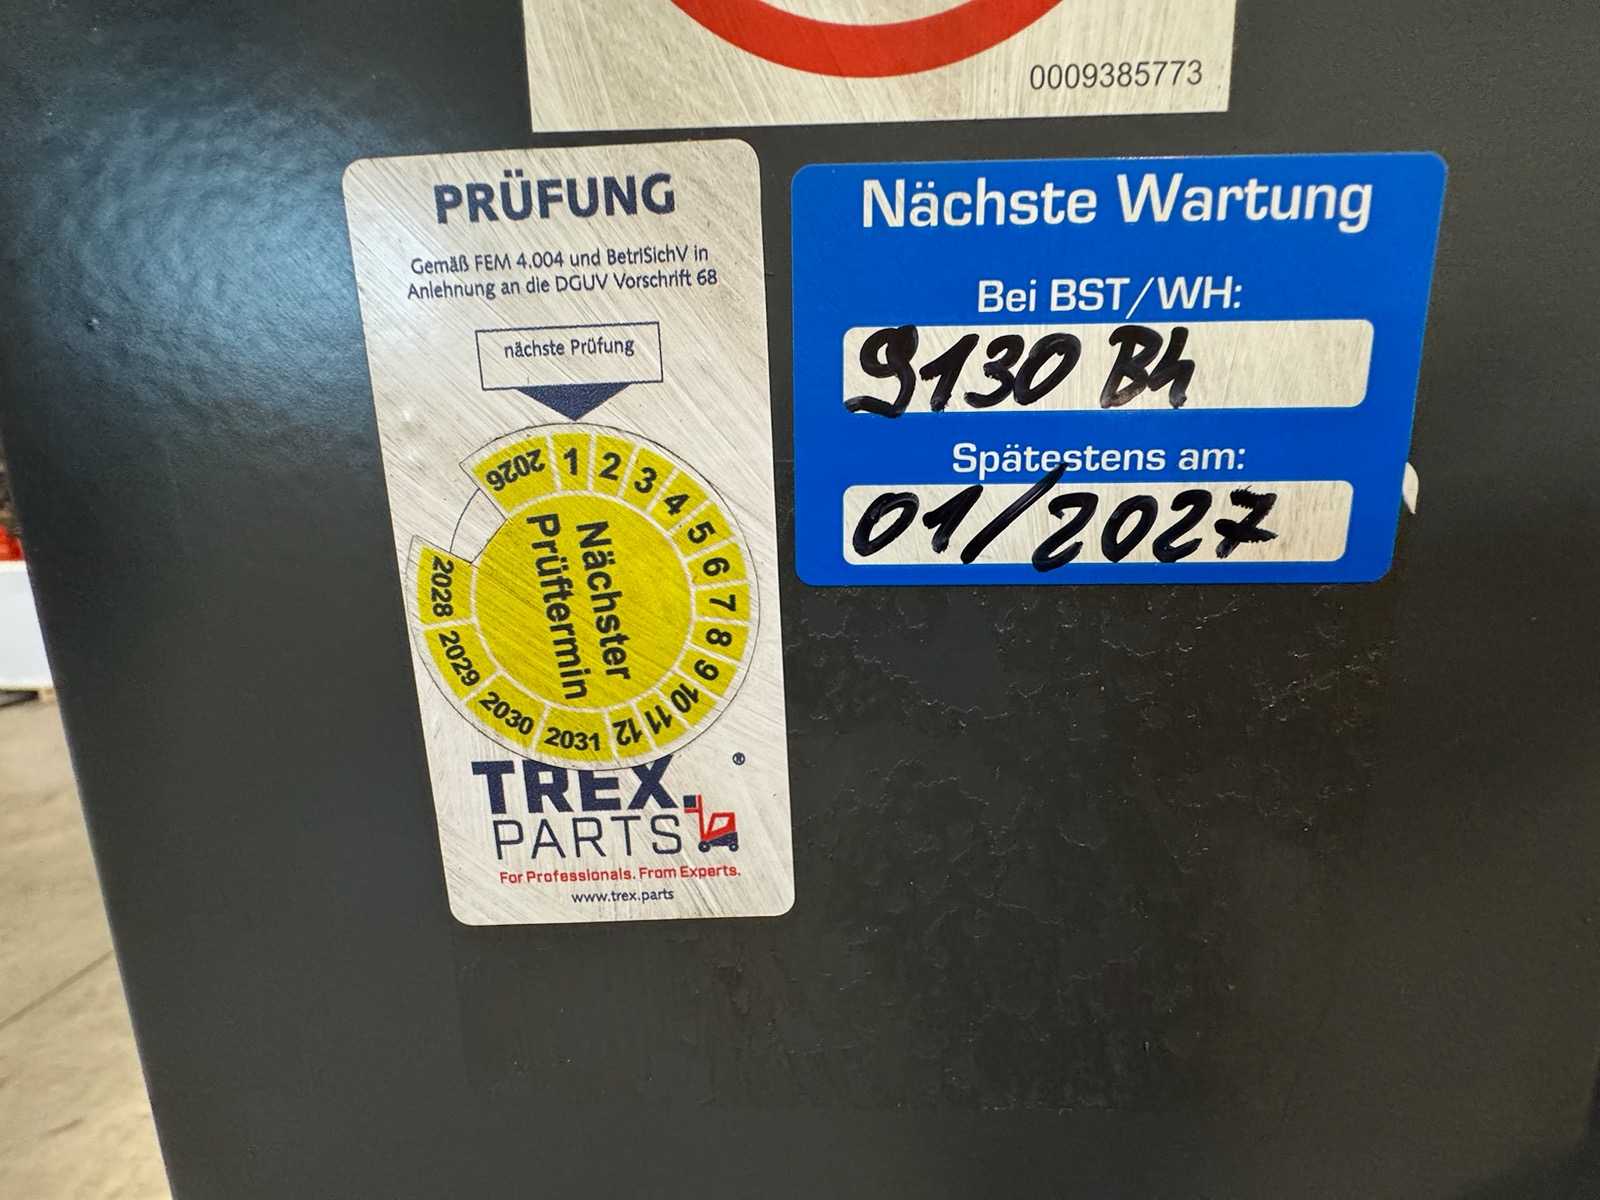 0009385773
PRÜFUNG
Gemäß FEM 4.004 und BetrlSichV in
Anlehnung an die DGUV Vorschrift 68
nächste Prüfung
2026 1 2 3 4 5 6 7 8 9 10 11 12 2031 2030 2029 2028
Nächster
Prüftermin
TREX.®
PARTS
For Professionals. From Experts.
www.trex.parts
Nächste Wartung
Bei BST/WH:
9130 Bh
Spätestens am:
01/2027